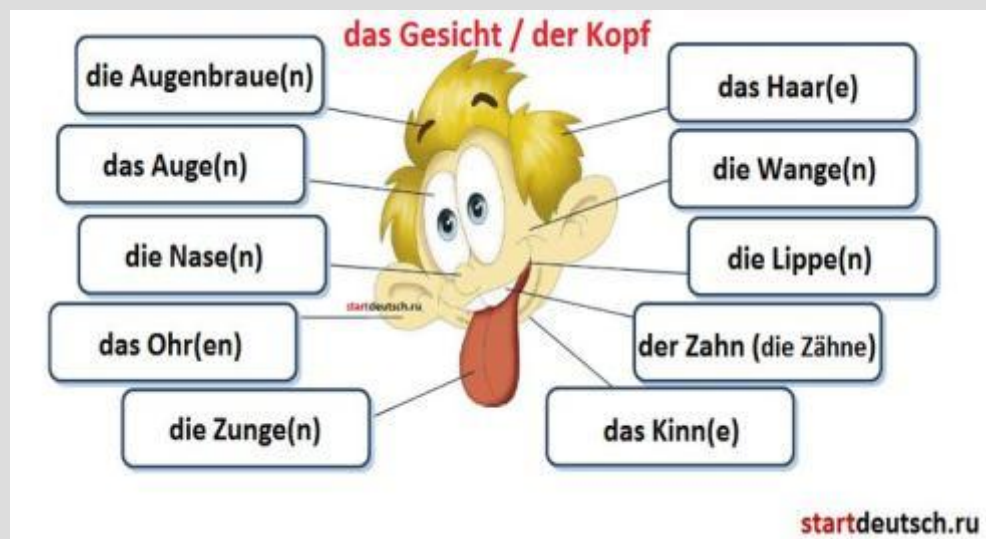 das Gesicht / der Kopf
die Augenbraue(n)
das Haar(e)
das Auge(n)
die Wange(n)
die Nase(n)
die Lippe(n)
startdeutsch.ru
das Ohr(en)
der Zahn (die Zähne)
die Zunge(n)
das Kinn(e)
startdeutsch.ru